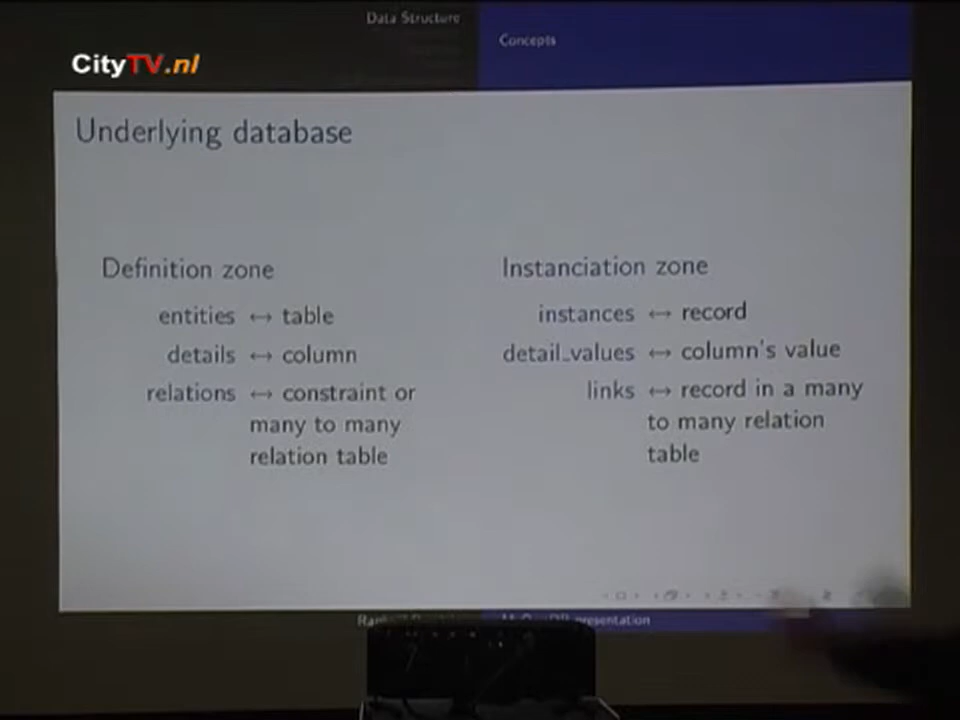 Data Structure
Concepts
CityTV.nl
Underlying database
Definition zone
entities ↔ table
details ↔ column
relations ↔ constraint or
many to many
relation table
Instanciation zone
instances ↔ record
detail_values ↔ column's value
links ↔ record in a many
to many relation
table